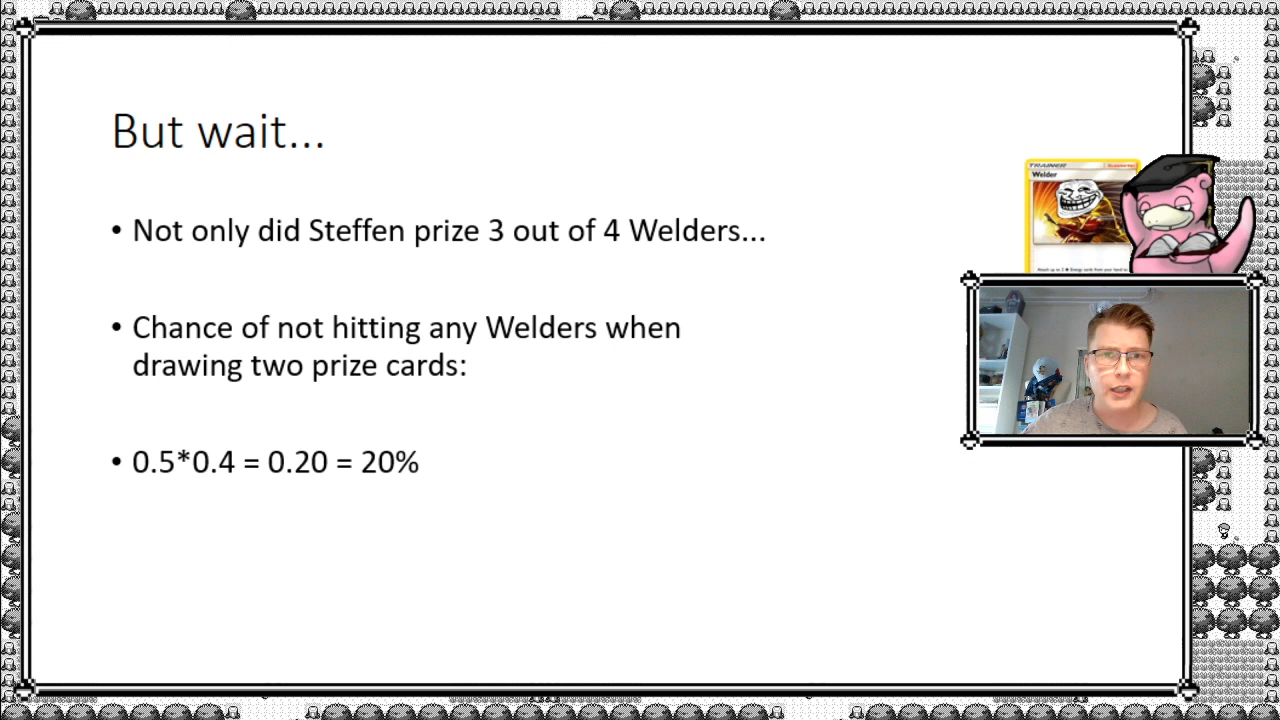 But wait...
• Not only did Steffen prize 3 out of 4 Welders...
• Chance of not hitting any Welders when
drawing two prize cards:
• 0.5*0.4 = 0.20 = 20%
TRAINER
Welder